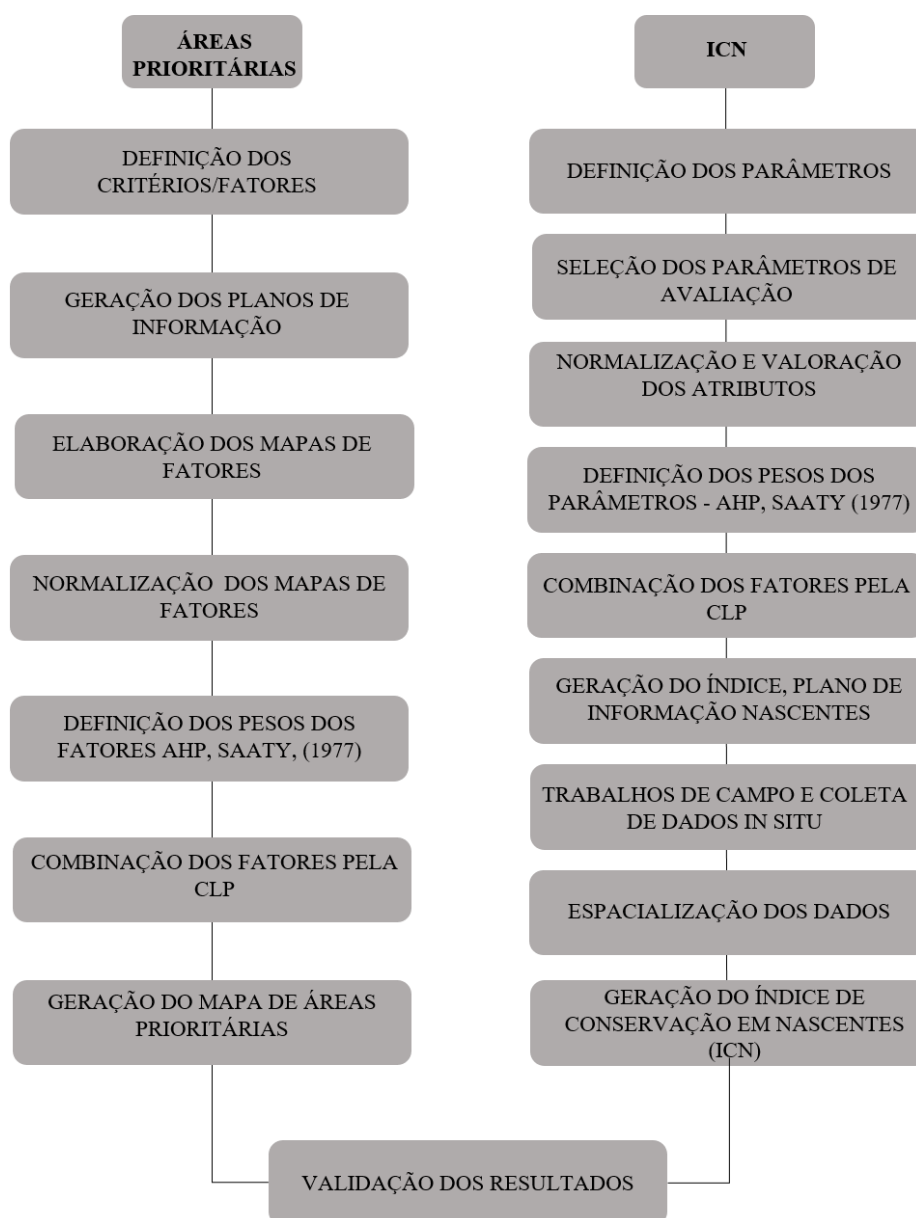 ÁREAS
PRIORITÁRIAS
DEFINIÇÃO DOS
CRITÉRIOS/FATORES
GERAÇÃO DOS PLANOS DE
INFORMAÇÃO
ELABORAÇÃO DOS MAPAS DE
FATORES
NORMALIZAÇÃO DOS MAPAS DE
FATORES
DEFINIÇÃO DOS PESOS DOS
FATORES AHP, SAATY, (1977)
COMBINAÇÃO DOS FATORES PELA
CLP
GERAÇÃO DO MAPA DE ÁREAS
PRIORITÁRIAS
ICN
DEFINIÇÃO DOS PARÂMETROS
SELEÇÃO DOS PARÂMETROS DE
AVALIAÇÃO
NORMALIZAÇÃO E VALORAÇÃO
DOS ATRIBUTOS
DEFINIÇÃO DOS PESOS DOS
PARÂMETROS - AHP, SAATY (1977)
COMBINAÇÃO DOS FATORES PELA
CLP
GERAÇÃO DO ÍNDICE, PLANO DE
INFORMAÇÃO NASCENTES
TRABALHOS DE CAMPO E COLETA
DE DADOS IN SITU
ESPACIALIZAÇÃO DOS DADOS
GERAÇÃO DO ÍNDICE DE
CONSERVAÇÃO EM NASCENTES
(ICN)
VALIDAÇÃO DOS RESULTADOS